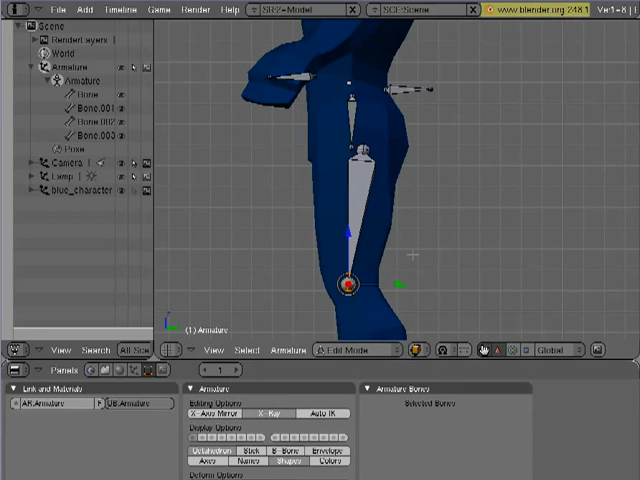 File Add Timeline Game Render Help SR:2-Model SCE:Scene www.blender.org 248.1 Ve:1-8
Scene
RenderLayers
World
Armature
Armature
Bone
Bone.001
Bone.002
Bone.003
Pose
Camera
Lamp
blue_character
z
(1) Armature
View Search All Sce View Select Armature Edit Mode Global
Panels 1
Link and Materials Armature Armature Bones
AR:Armature F OB:Armature Editing Options Selected Bones
X-Axis Mirror X-Ray Auto IK
Display Options
Octahedron Stick B-Bone Envelope
Axes Names Shapes Colors
Deform Options